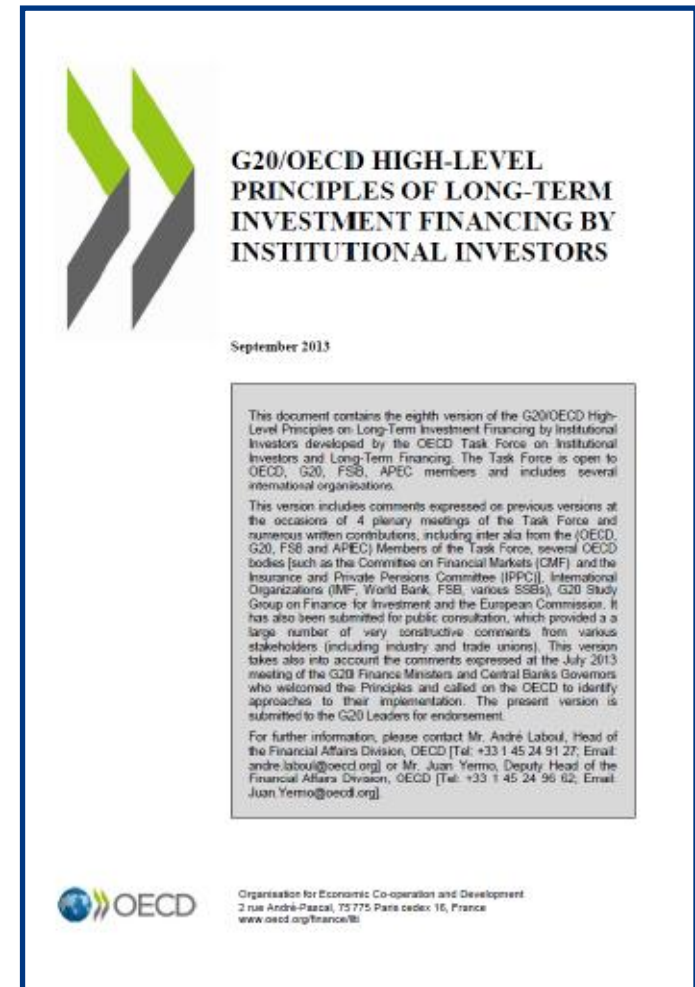 G20/OECD HIGH-LEVEL
PRINCIPLES OF LONG-TERM
INVESTMENT FINANCING BY
INSTITUTIONAL INVESTORS
September 2013
This document contains the eighth version of the G20/OECD High-
Level Principles on Long-Term Investment Financing by Institutional
Investors developed by the OECD Task Force on Institutional
Investors and Long-Term Financing. The Task Force is open to
OECD, G20, FSB, APEC members and includes several
international organisations.
This version includes comments expressed on previous versions at
the occasions of 4 plenary meetings of the Task Force and
numerous written contributions, including inter alia from the (OECD,
G20, FSB and APEC) Members of the Task Force, several OECD
bodies [such as the Committee on Financial Markets (CMF) and the
Insurance and Private Pensions Committee (IPPC)], International
Organizations (IMF, World Bank, FSB, various SSBs), G20 Study
Group on Finance for Investment and the European Commission. It
has also been submitted for public consultation, which provided a a
large number of very constructive comments from various
stakeholders (including industry and trade unions). This version
takes also into account the comments expressed at the July 2013
meeting of the G20 Finance Ministers and Central Banks Governors
who welcomed the Principles and called on the OECD to identify
approaches to their implementation. The present version is
submitted to the G20 Leaders for endorsement.
For further information, please contact Mr. André Laboul, Head of
the Financial Affairs Division, OECD [Tel: +33 1 45 24 91 27; Email:
andre.laboul@oecd.org] or Mr. Juan Yermo, Deputy Head of the
Financial Affairs Division, OECD [Tel: +33 1 45 24 96 62; Email:
Juan.Yermo@oecd.org]
OECD
Organisation for Economic Co-operation and Development
2 rue André-Pascal, 75775 Paris cedex 16, France
www.oecd.org/finance/lti